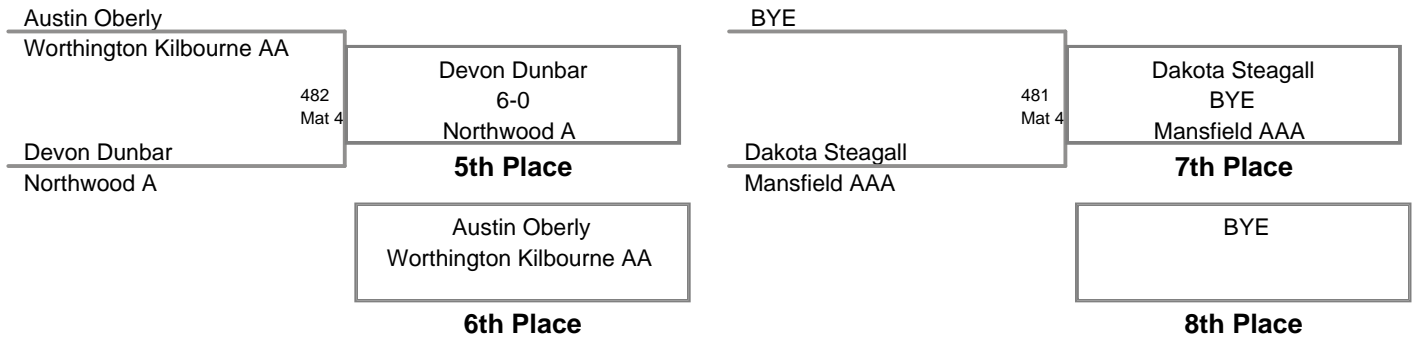 Austin Oberly
Worthington Kilbourne AA
482
Mat 4
Devon Dunbar
Northwood A
Devon Dunbar
6-0
Northwood A
5th Place
Austin Oberly
Worthington Kilbourne AA
6th Place
BYE
481
Mat 4
Dakota Steagall
Mansfield AAA
Dakota Steagall
BYE
Mansfield AAA
7th Place
BYE
8th Place